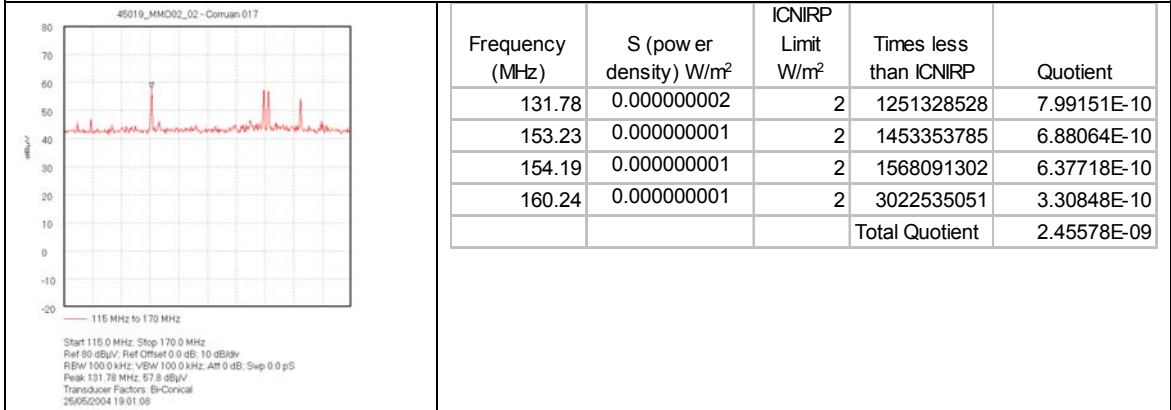 45019_MMO02_02 - Corruan 017
80
70
60
50
40
30
20
10
0
-10
-20
dBµV
115 MHz to 170 MHz
Start 115.0 MHz; Stop 170.0 MHz
Ref 80 dBµV; Ref Offset 0.0 dB; 10 dB/div
RBW 100.0 kHz; VBW 100.0 kHz; Att 0 dB; Swp 0.0 pS
Peak 131.78 MHz, 57.8 dBµV
Transducer Factors: Bi-Conical
25/05/2004 19:01:08
Frequency (MHz) S (power density) W/m² ICNIRP Limit W/m² Times less than ICNIRP Quotient
131.78 0.000000002 2 1251328528 7.99151E-10
153.23 0.000000001 2 1453353785 6.88064E-10
154.19 0.000000001 2 1568091302 6.37718E-10
160.24 0.000000001 2 3022535051 3.30848E-10
Total Quotient 2.45578E-09